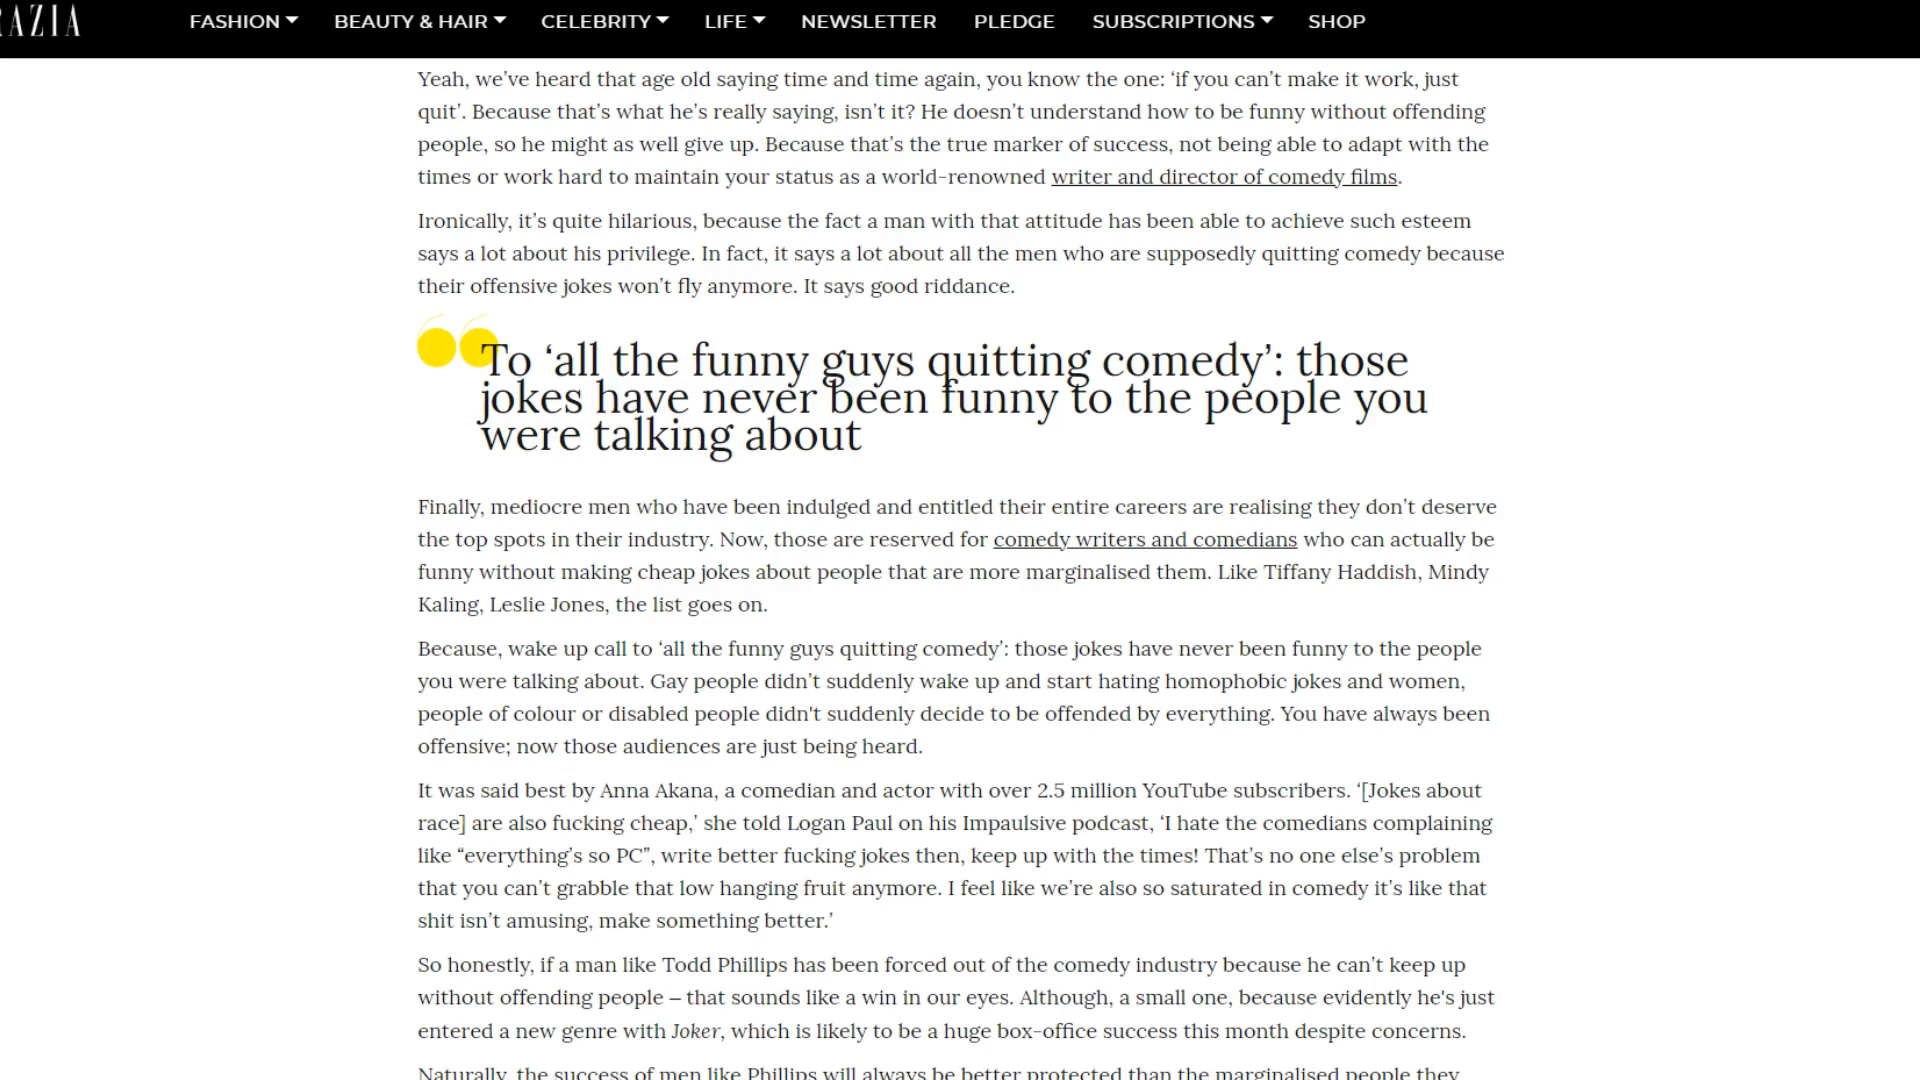 RAZIA FASHION BEAUTY & HAIR CELEBRITY LIFE NEWSLETTER PLEDGE SUBSCRIPTIONS SHOP
Yeah, we’ve heard that age old saying time and time again, you know the one: ‘if you can’t make it work, just
quit’. Because that’s what he’s really saying, isn’t it? He doesn’t understand how to be funny without offending
people, so he might as well give up. Because that’s the true marker of success, not being able to adapt with the
times or work hard to maintain your status as a world-renowned writer and director of comedy films.
Ironically, it’s quite hilarious, because the fact a man with that attitude has been able to achieve such esteem
says a lot about his privilege. In fact, it says a lot about all the men who are supposedly quitting comedy because
their offensive jokes won’t fly anymore. It says good riddance.
To ‘all the funny guys quitting comedy’: those
jokes have never been funny to the people you
were talking about
Finally, mediocre men who have been indulged and entitled their entire careers are realising they don’t deserve
the top spots in their industry. Now, those are reserved for comedy writers and comedians who can actually be
funny without making cheap jokes about people that are more marginalised them. Like Tiffany Haddish, Mindy
Kaling, Leslie Jones, the list goes on.
Because, wake up call to ‘all the funny guys quitting comedy’: those jokes have never been funny to the people
you were talking about. Gay people didn’t suddenly wake up and start hating homophobic jokes and women,
people of colour or disabled people didn't suddenly decide to be offended by everything. You have always been
offensive; now those audiences are just being heard.
It was said best by Anna Akana, a comedian and actor with over 2.5 million YouTube subscribers. ‘[Jokes about
race] are also fucking cheap,’ she told Logan Paul on his Impaulsive podcast, ‘I hate the comedians complaining
like “everything’s so PC”, write better fucking jokes then, keep up with the times! That’s no one else’s problem
that you can’t grabble that low hanging fruit anymore. I feel like we’re also so saturated in comedy it’s like that
shit isn’t amusing, make something better.’
So honestly, if a man like Todd Phillips has been forced out of the comedy industry because he can’t keep up
without offending people – that sounds like a win in our eyes. Although, a small one, because evidently he's just
entered a new genre with Joker, which is likely to be a huge box-office success this month despite concerns.
Naturally, the success of men like Phillips will always be better protected than the marginalised people they